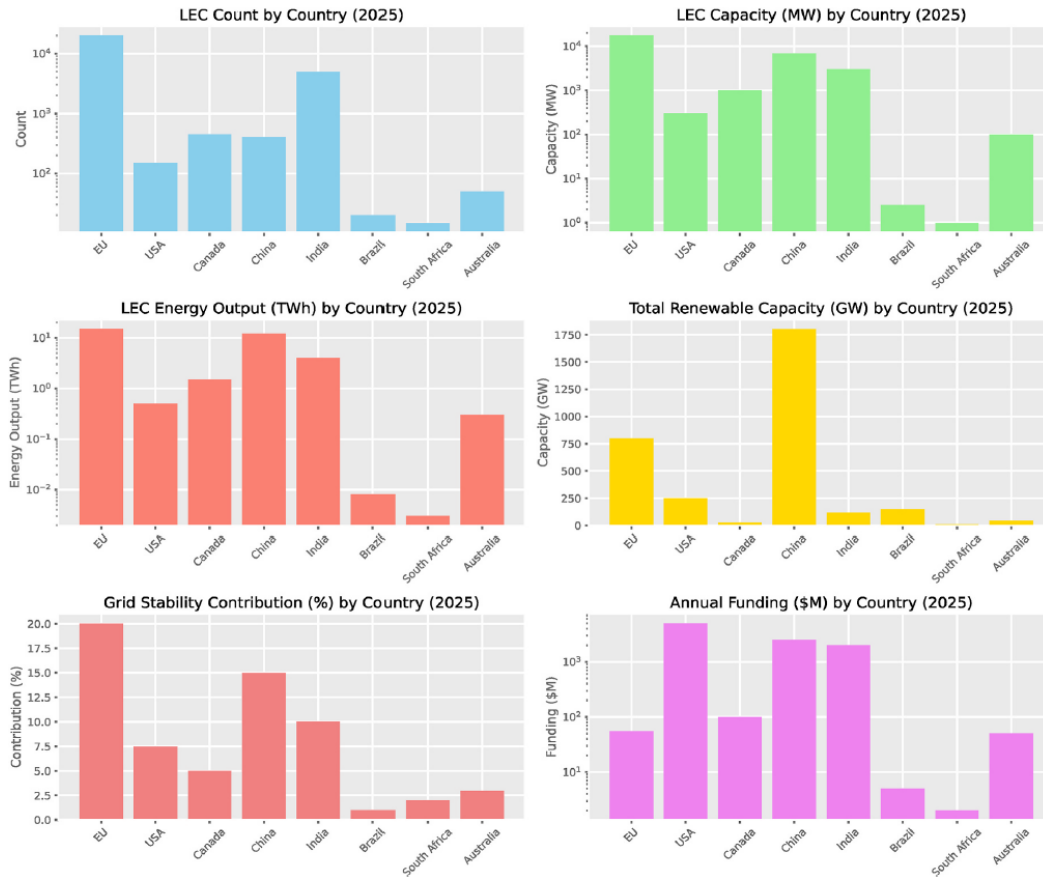 LEC Count by Country (2025)
Count
10⁴
10³
10²
EU
USA
Canada
China
India
Brazil
South Africa
Australia
LEC Capacity (MW) by Country (2025)
Capacity (MW)
10⁴
10³
10²
10¹
10⁰
EU
USA
Canada
China
India
Brazil
South Africa
Australia
LEC Energy Output (TWh) by Country (2025)
Energy Output (TWh)
10¹
10⁰
10⁻¹
10⁻²
EU
USA
Canada
China
India
Brazil
South Africa
Australia
Total Renewable Capacity (GW) by Country (2025)
Capacity (GW)
1750
1500
1250
1000
750
500
250
0
EU
USA
Canada
China
India
Brazil
South Africa
Australia
Grid Stability Contribution (%) by Country (2025)
Contribution (%)
20.0
17.5
15.0
12.5
10.0
7.5
5.0
2.5
0.0
EU
USA
Canada
China
India
Brazil
South Africa
Australia
Annual Funding ($M) by Country (2025)
Funding ($M)
10³
10²
10¹
EU
USA
Canada
China
India
Brazil
South Africa
Australia